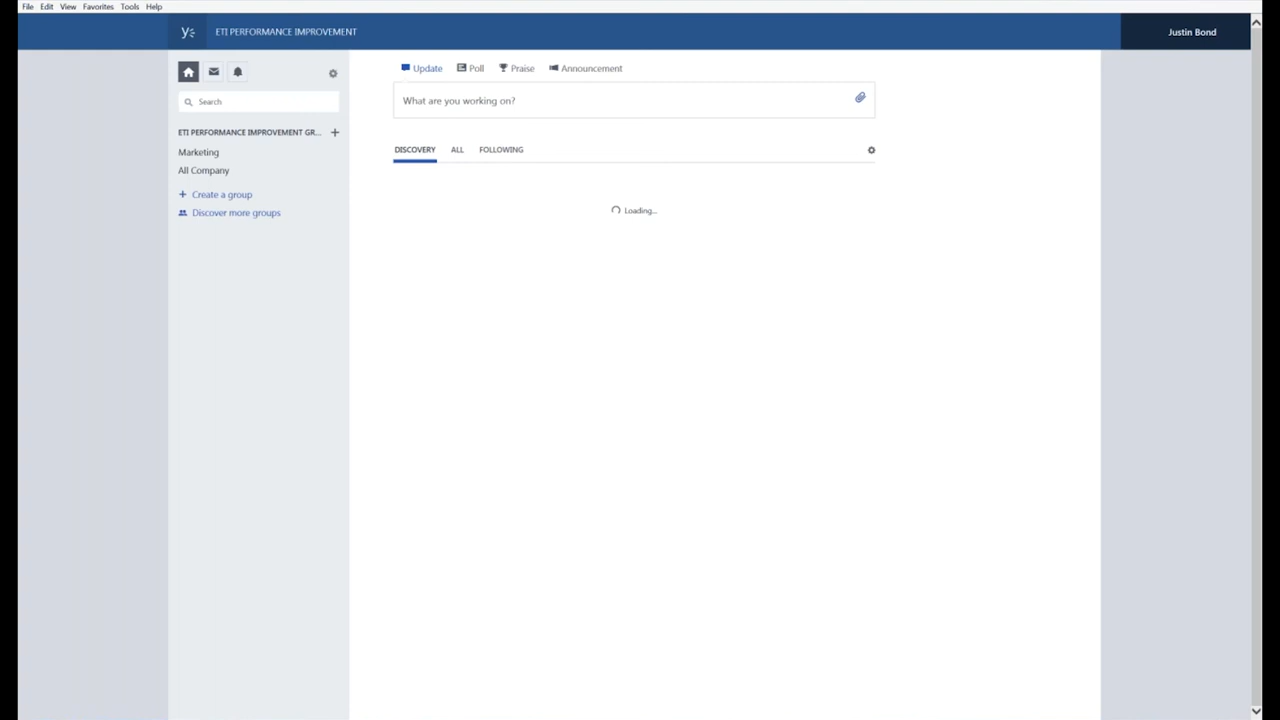 File Edit View Favorites Tools Help
ETI PERFORMANCE IMPROVEMENT
Justin Bond
Search
ETI PERFORMANCE IMPROVEMENT GR...
Marketing
All Company
Create a group
Discover more groups
Update Poll Praise Announcement
What are you working on?
DISCOVERY ALL FOLLOWING
Loading...